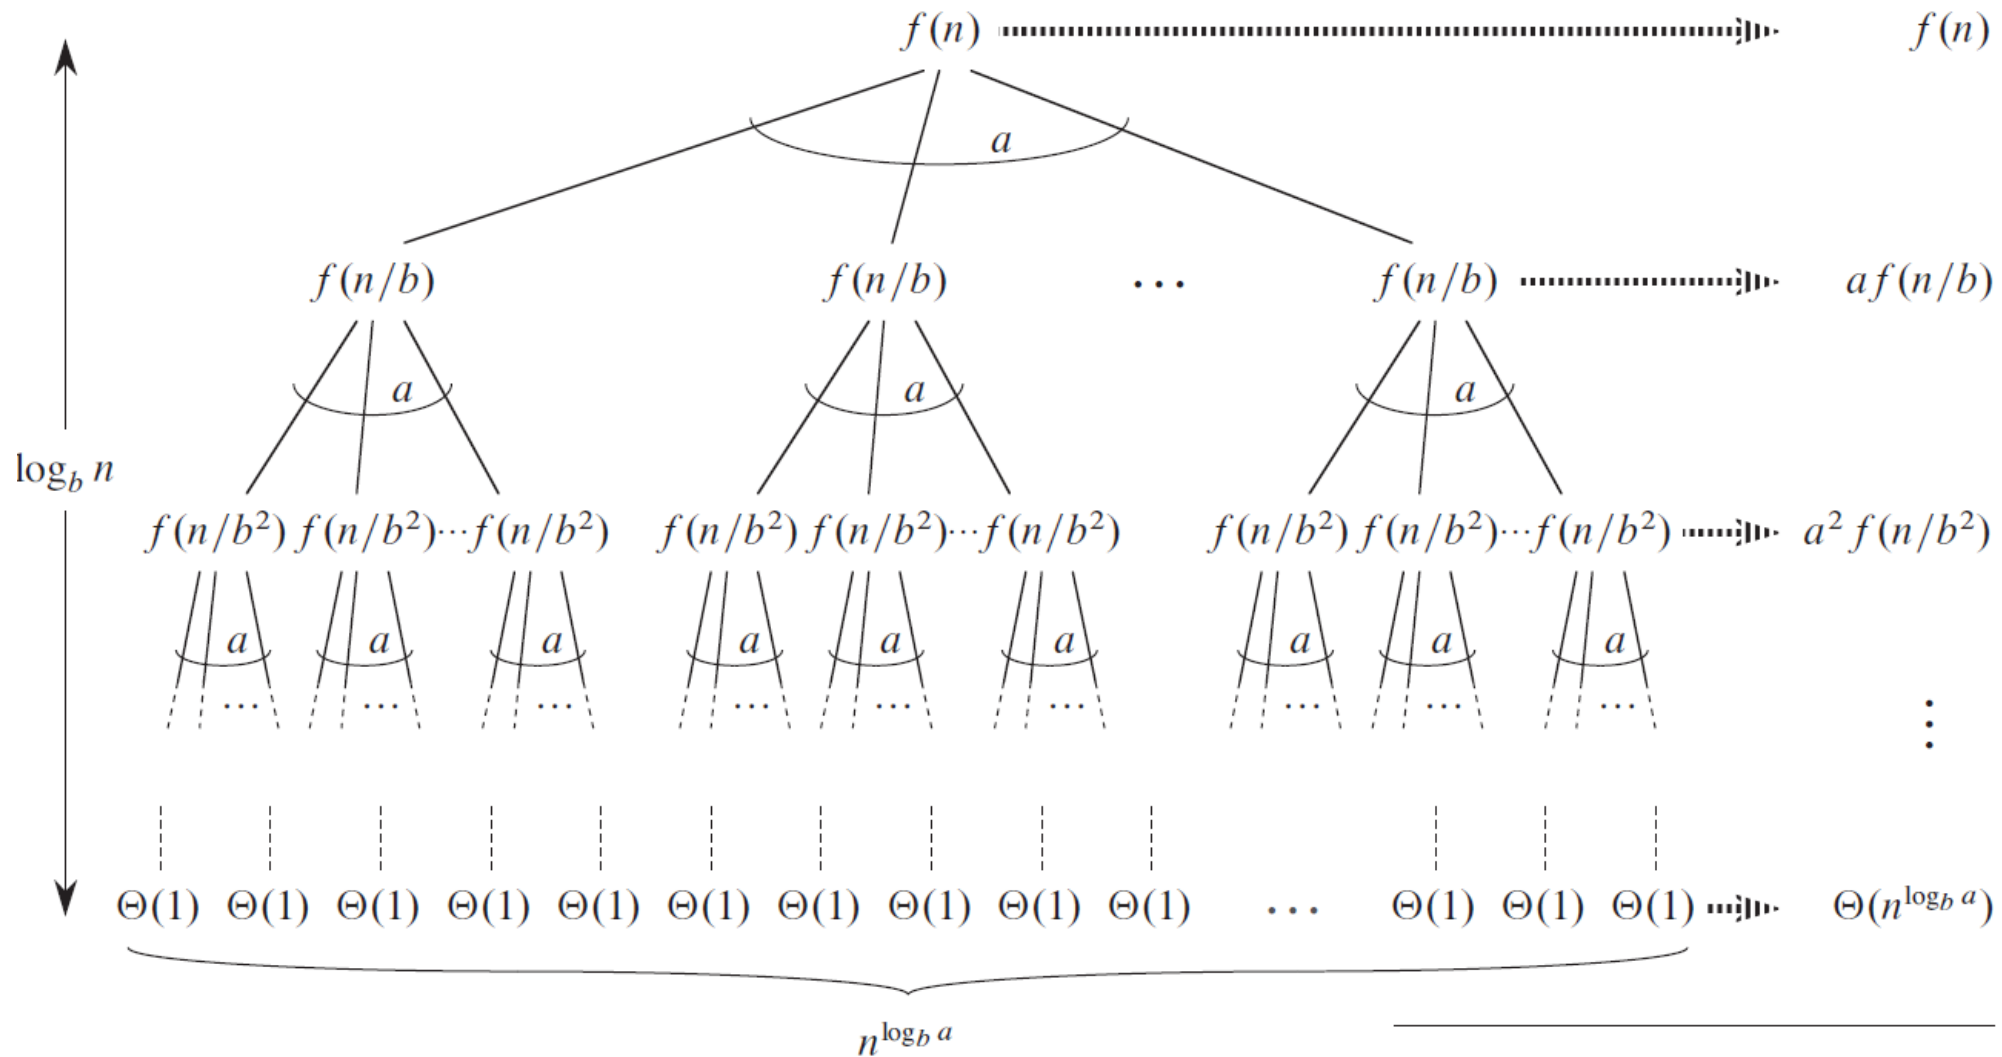 f(n) f(n)
a
f(n/b) f(n/b) ··· f(n/b) af(n/b)
a a a
log_b n
f(n/b²) f(n/b²)···f(n/b²) f(n/b²) f(n/b²)···f(n/b²) f(n/b²) f(n/b²)···f(n/b²) a² f(n/b²)
a a a a a a a a a
··· ··· ··· ··· ··· ··· ··· ··· ··· ⋮
Θ(1) Θ(1) Θ(1) Θ(1) Θ(1) Θ(1) Θ(1) Θ(1) Θ(1) Θ(1) ··· Θ(1) Θ(1) Θ(1) Θ(n^{log_b a})
n^{log_b a}